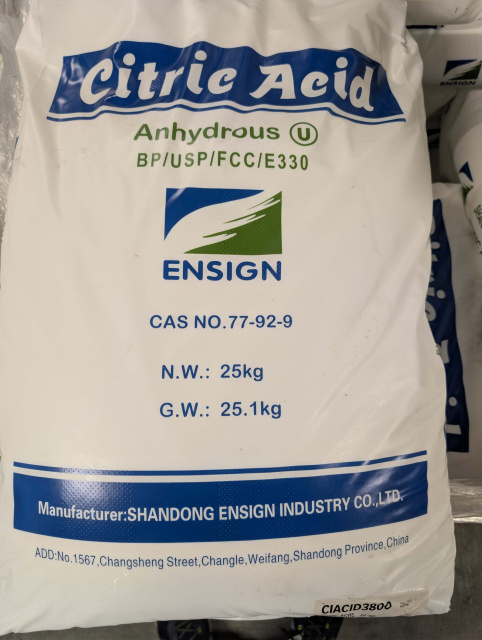 Citric Acid
Anhydrous U
BP/USP/FCC/E330
ENSIGN
CAS NO.77-92-9
N.W.: 25kg
G.W.: 25.1kg
Manufacturer:SHANDONG ENSIGN INDUSTRY CO.,LTD.
ADD:No.1567,Changsheng Street,Changle,Weifang,Shandong Province,China
CIACID3800
ENSIGN